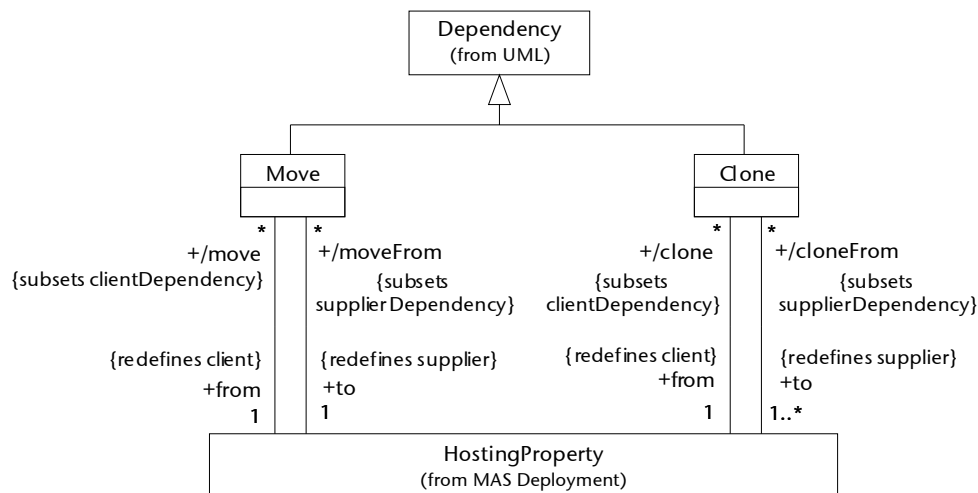 Dependency
(from UML)
Move
Clone
*
*
*
*
+/move
+/moveFrom
+/clone
+/cloneFrom
{subsets clientDependency}
{subsets
supplierDependency}
{subsets
clientDependency}
{subsets
supplierDependency}
{redefines client}
{redefines supplier}
{redefines client}
{redefines supplier}
+from
+to
+from
+to
1
1
1
1..*
HostingProperty
(from MAS Deployment)